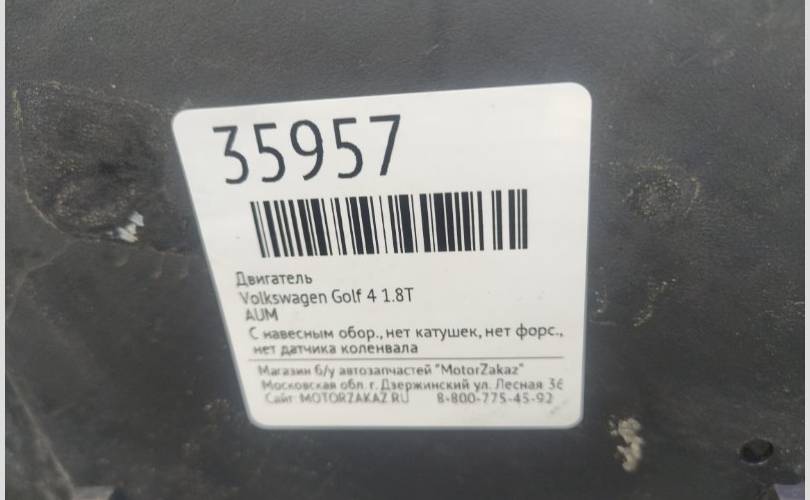 35957
Двигатель
Volkswagen Golf 4 1.8T
AUM
С навесным обор., нет катушек, нет форс.,
нет датчика коленвала
Магазин б/у автозапчастей "MotorZakaz"
Московская обл. г. Дзержинский ул. Лесная 36
Сайт: MOTORZAKAZ.RU 8-800-775-45-92